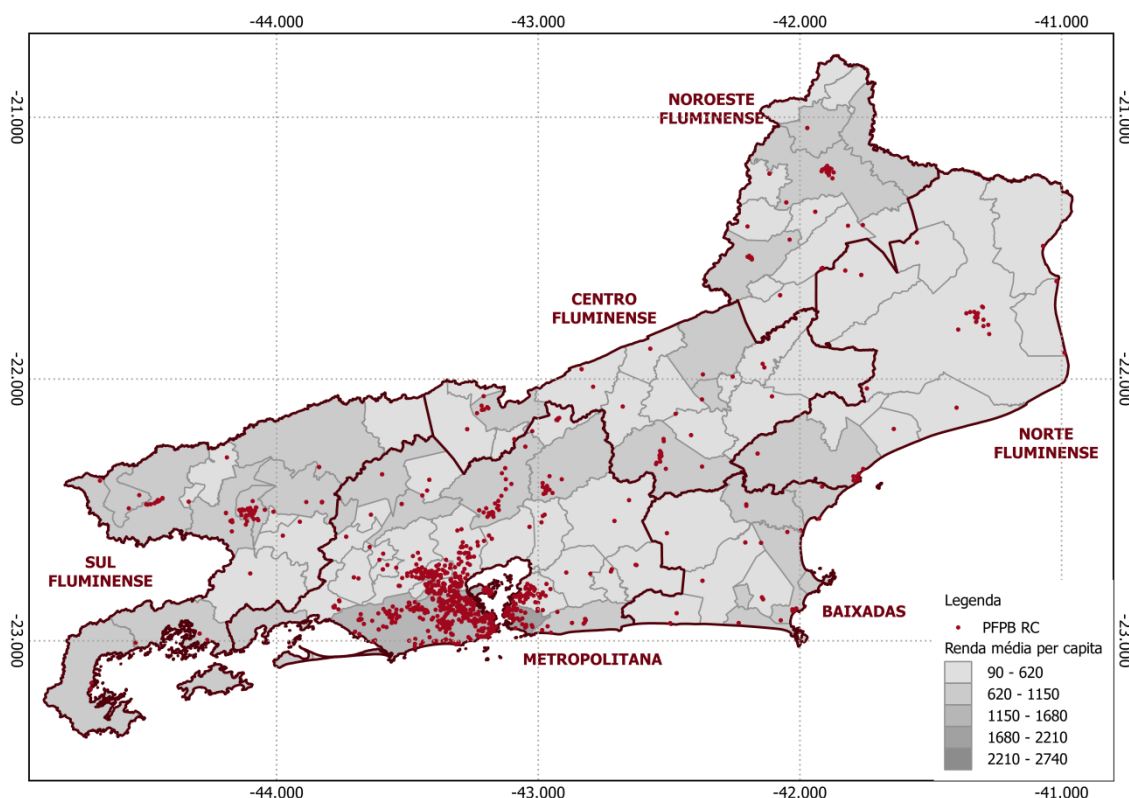 -44.000
-43.000
-42.000
-41.000
-21.000
-21.000
NOROESTE
FLUMINENSE
CENTRO
FLUMINENSE
-22.000
-22.000
NORTE
FLUMINENSE
SUL
FLUMINENSE
BAIXADAS
METROPOLITANA
-23.000
-23.000
Legenda
PFPB RC
Renda média per capita
90 - 620
620 - 1150
1150 - 1680
1680 - 2210
2210 - 2740
-44.000
-43.000
-42.000
-41.000